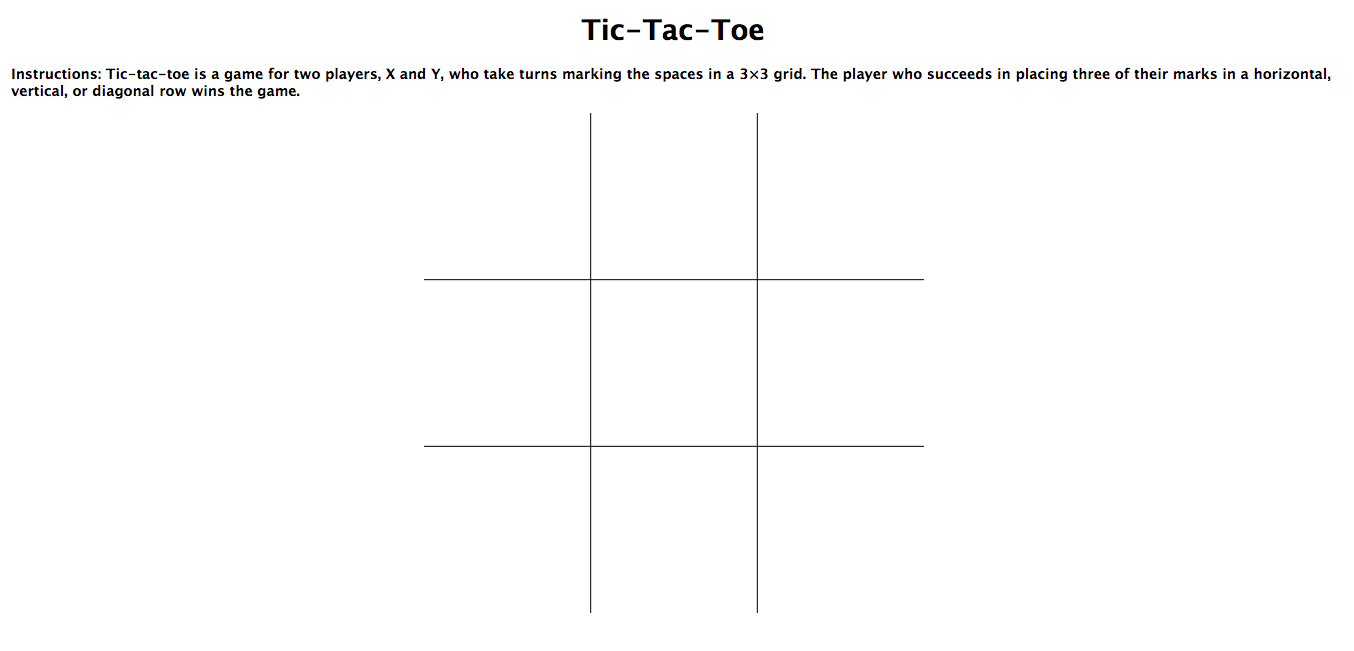 Tic-Tac-Toe
Instructions: Tic-tac-toe is a game for two players, X and Y, who take turns marking the spaces in a 3×3 grid. The player who succeeds in placing three of their marks in a horizontal,
vertical, or diagonal row wins the game.